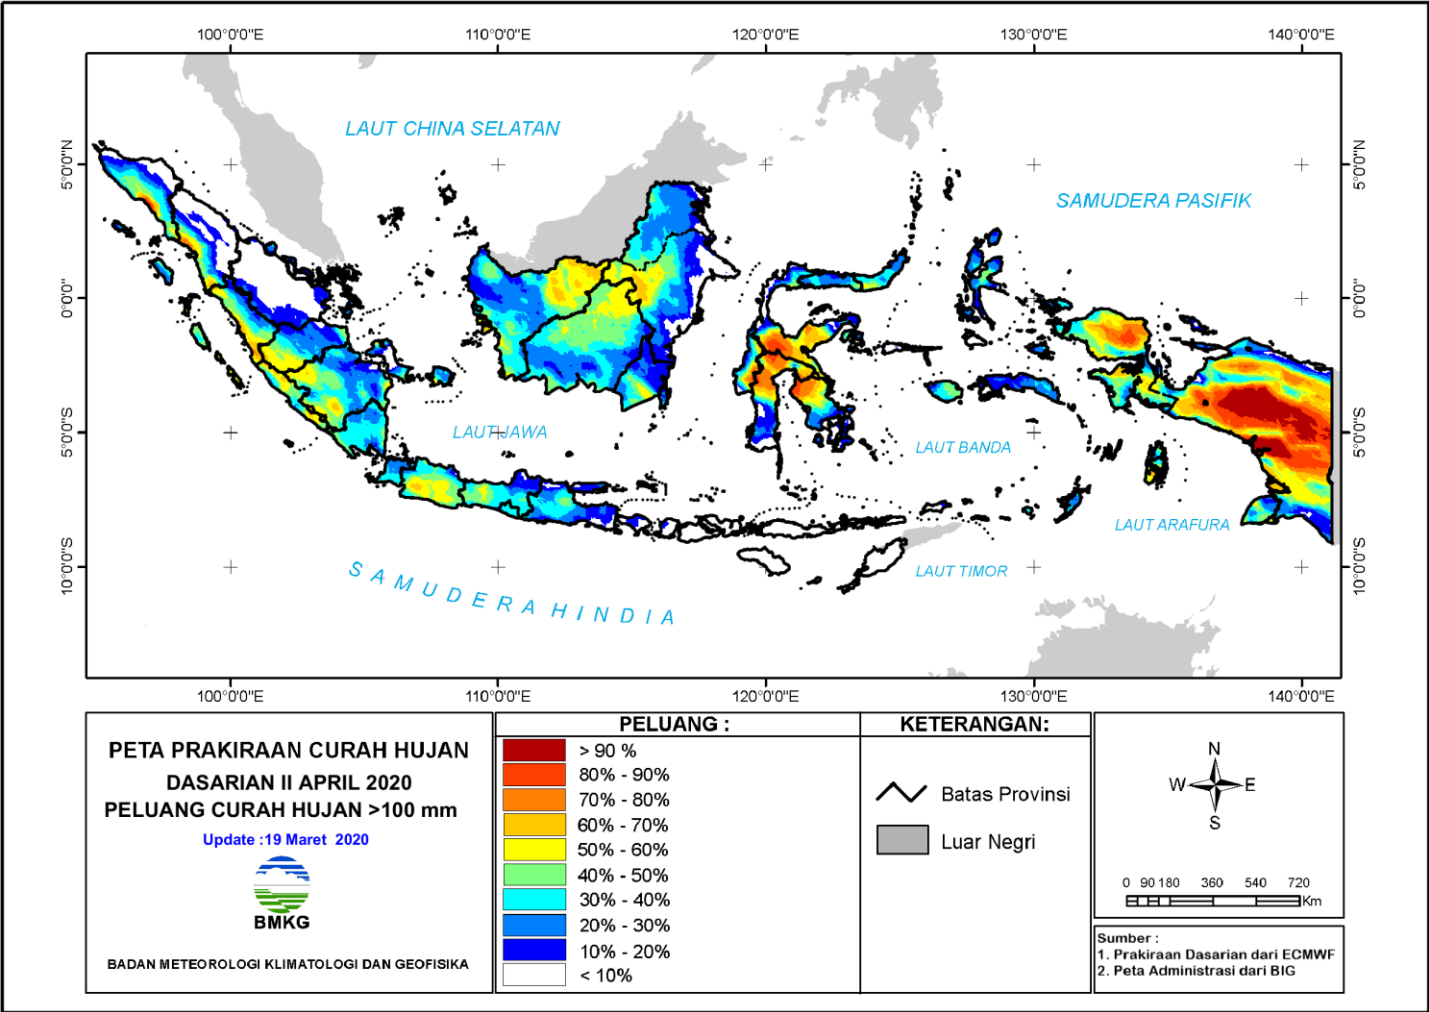 100°0'0"E 110°0'0"E 120°0'0"E 130°0'0"E 140°0'0"E
LAUT CHINA SELATAN
5°0'0"N
5°0'0"N
SAMUDERA PASIFIK
0°0'0"
0°0'0"
LAUT JAWA
5°0'0"S
5°0'0"S
LAUT BANDA
LAUT ARAFURA
10°0'0"S
10°0'0"S
LAUT TIMOR
SAMUDERA HINDIA
100°0'0"E 110°0'0"E 120°0'0"E 130°0'0"E 140°0'0"E
PETA PRAKIRAAN CURAH HUJAN
DASARIAN II APRIL 2020
PELUANG CURAH HUJAN >100 mm
Update :19 Maret 2020
BMKG
BADAN METEOROLOGI KLIMATOLOGI DAN GEOFISIKA
PELUANG :
> 90 %
80% - 90%
70% - 80%
60% - 70%
50% - 60%
40% - 50%
30% - 40%
20% - 30%
10% - 20%
< 10%
KETERANGAN:
Batas Provinsi
Luar Negri
N
W E
S
0 90 180 360 540 720
Km
Sumber :
1. Prakiraan Dasarian dari ECMWF
2. Peta Administrasi dari BIG